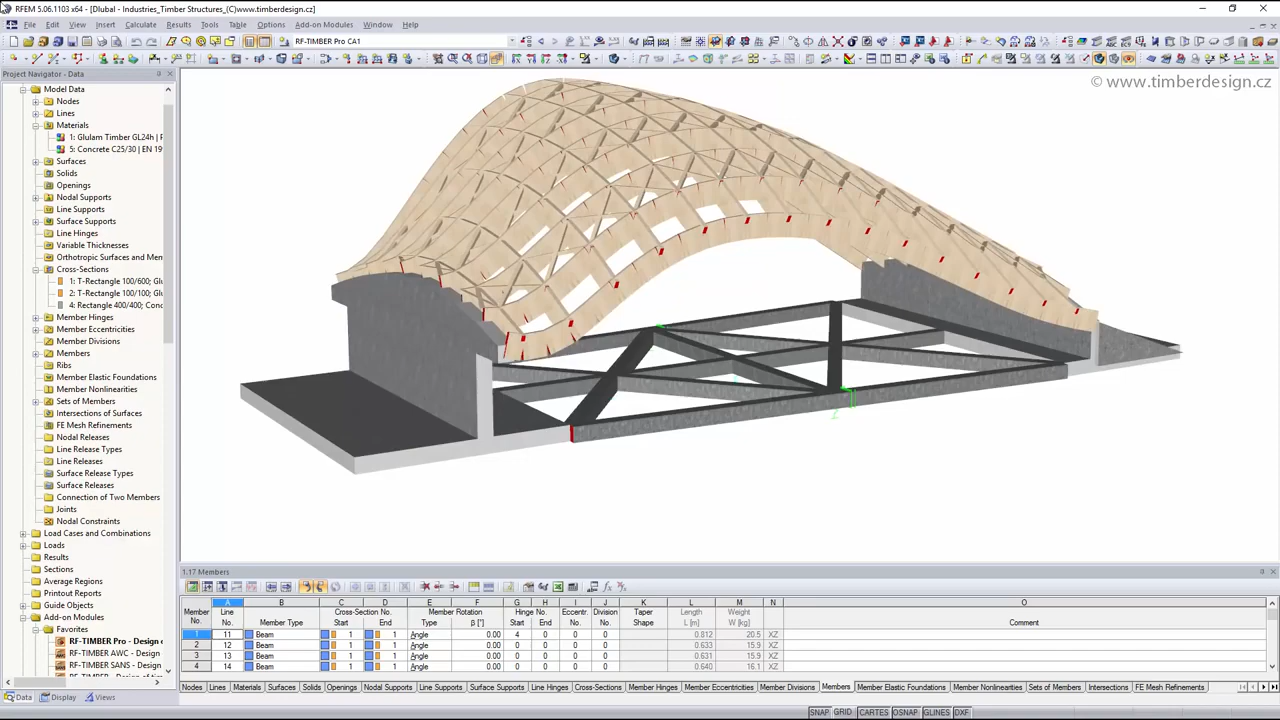 RFEM 5.06.1103 x64 - [Dlubal - Industries_Timber Structures_(C)www.timberdesign.cz]
File Edit View Insert Calculate Results Tools Table Options Add-on Modules Window Help
RF-TIMBER Pro CA1
Project Navigator - Data
© www.timberdesign.cz
Model Data
Nodes
Lines
Materials
1: Glulam Timber GL24h |
5: Concrete C25/30 | EN 19
Surfaces
Solids
Openings
Nodal Supports
Line Supports
Surface Supports
Line Hinges
Variable Thicknesses
Orthotropic Surfaces and Mem
Cross-Sections
1: T-Rectangle 100/600; Glu
2: T-Rectangle 100/100; Glu
4: Rectangle 400/400; Conc
Member Hinges
Member Eccentricities
Member Divisions
Members
Ribs
Member Elastic Foundations
Member Nonlinearities
Sets of Members
Intersections of Surfaces
FE Mesh Refinements
Nodal Releases
Line Release Types
Line Releases
Surface Release Types
Surface Releases
Connection of Two Members
Joints
Nodal Constraints
Load Cases and Combinations
Loads
Results
Sections
Average Regions
Printout Reports
Guide Objects
Add-on Modules
Favorites
RF-TIMBER Pro - Design o
RF-TIMBER AWC - Design
RF-TIMBER SANS - Design
Data Display Views
1.17 Members
A B C D E F G H I J K L M N O
Member Line Cross-Section No. Member Rotation Hinge No. Eccentr. Division Taper Length Weight
No. No. Member Type Start End Type β [°] Start End No. No. Shape L [m] W [kg] Comment
1 11 Beam 1 1 Angle 0.00 4 0 0 0 0.812 20.5 XZ
2 12 Beam 1 1 Angle 0.00 0 0 0 0 0.633 15.9 XZ
3 13 Beam 1 1 Angle 0.00 0 0 0 0 0.631 15.9 XZ
4 14 Beam 1 1 Angle 0.00 0 0 0 0 0.640 16.1 XZ
Nodes Lines Materials Surfaces Solids Openings Nodal Supports Line Supports Surface Supports Line Hinges Cross-Sections Member Hinges Member Eccentricities Member Divisions Members Member Elastic Foundations Member Nonlinearities Sets of Members Intersections FE Mesh Refinements
SNAP GRID CARTES OSNAP GLINES DXF